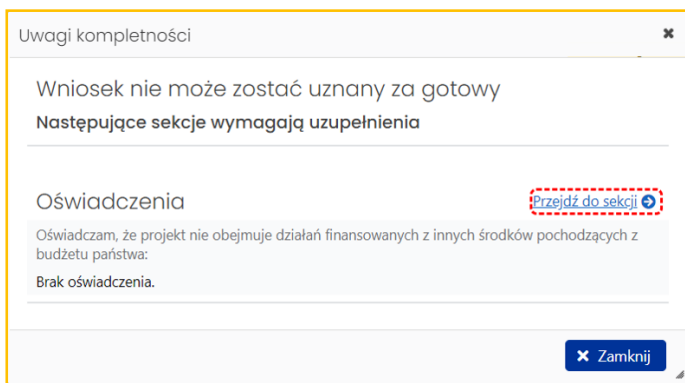 Uwagi kompletności
Wniosek nie może zostać uznany za gotowy
Następujące sekcje wymagają uzupełnienia
Oświadczenia
Przejdź do sekcji
Oświadczam, że projekt nie obejmuje działań finansowanych z innych środków pochodzących z
budżetu państwa:
Brak oświadczenia.
Zamknij